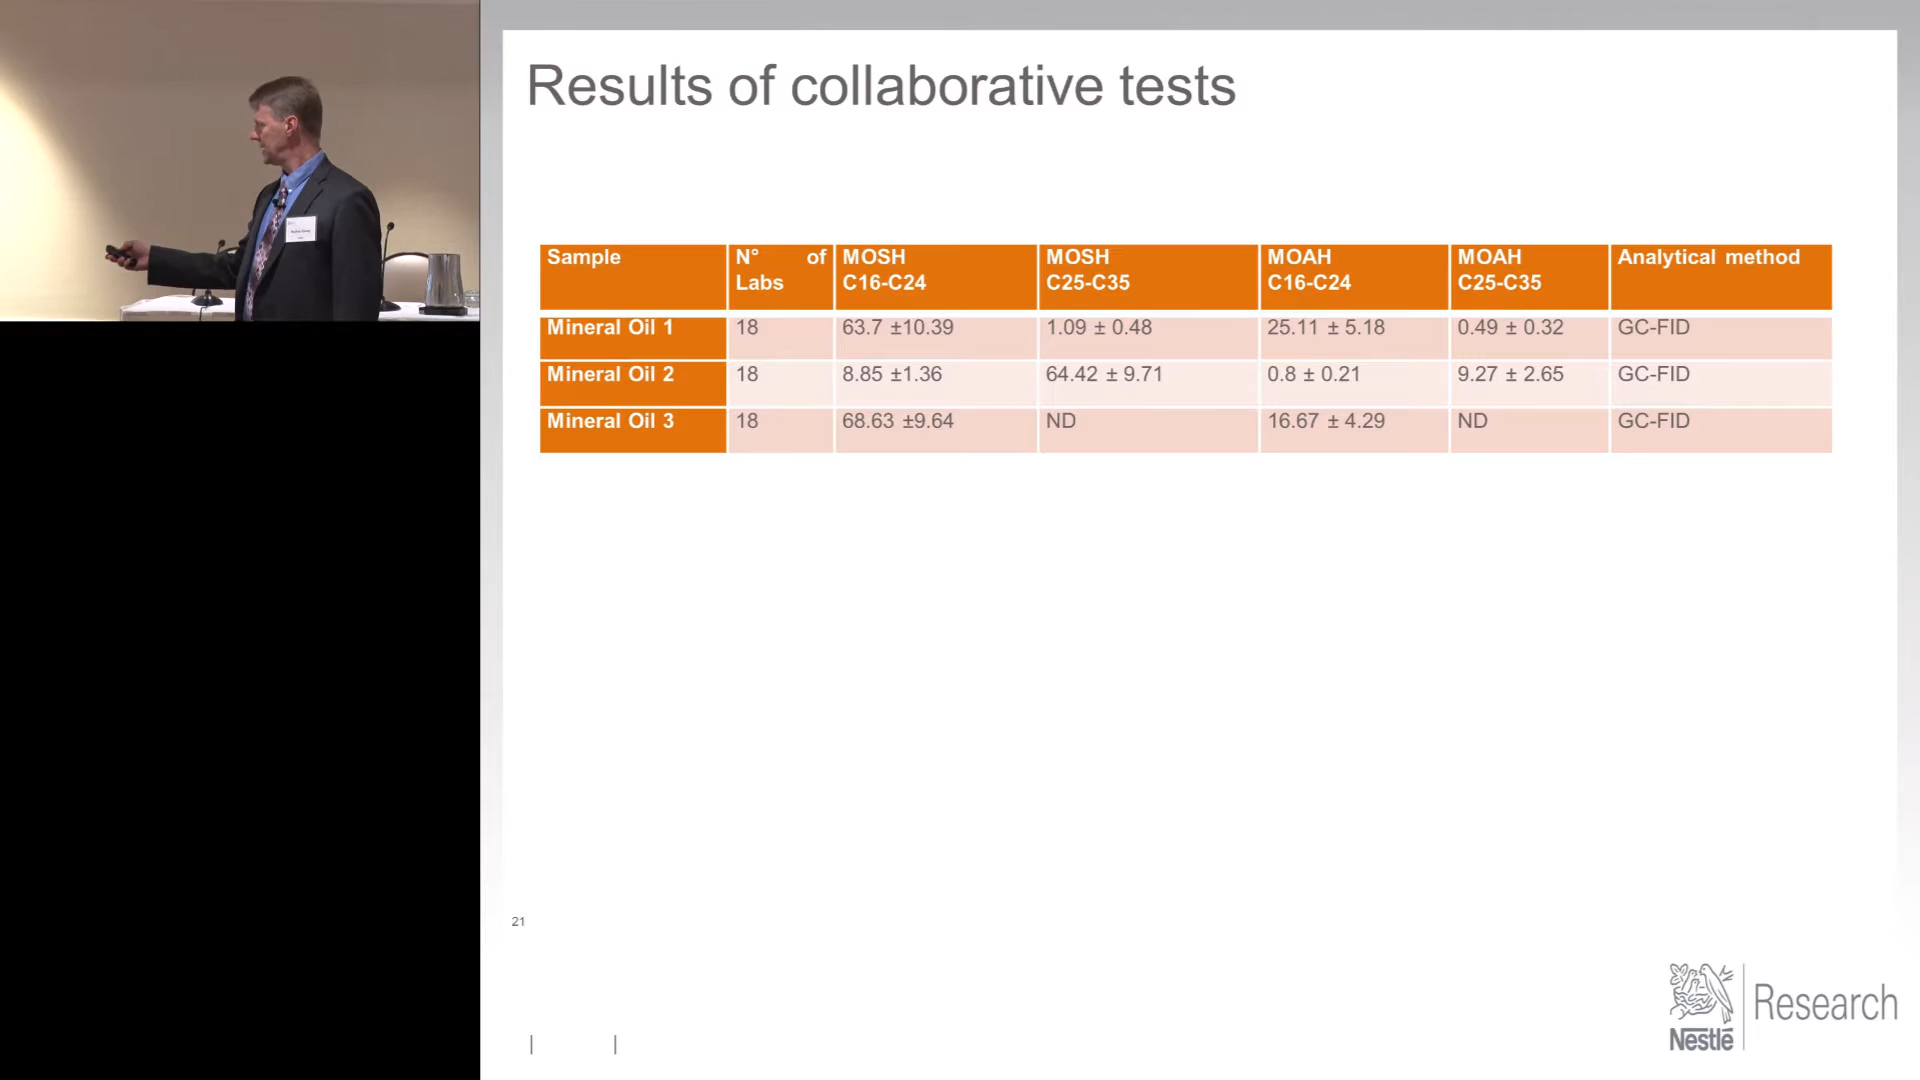 Results of collaborative tests
Sample N° of Labs MOSH C16-C24 MOSH C25-C35 MOAH C16-C24 MOAH C25-C35 Analytical method
Mineral Oil 1 18 63.7 ±10.39 1.09 ± 0.48 25.11 ± 5.18 0.49 ± 0.32 GC-FID
Mineral Oil 2 18 8.85 ±1.36 64.42 ± 9.71 0.8 ± 0.21 9.27 ± 2.65 GC-FID
Mineral Oil 3 18 68.63 ±9.64 ND 16.67 ± 4.29 ND GC-FID
21
Nestlé
Research